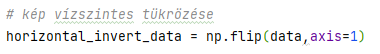 # kép vízszintes tükrözése
horizontal_invert_data = np.flip(data,axis=1)